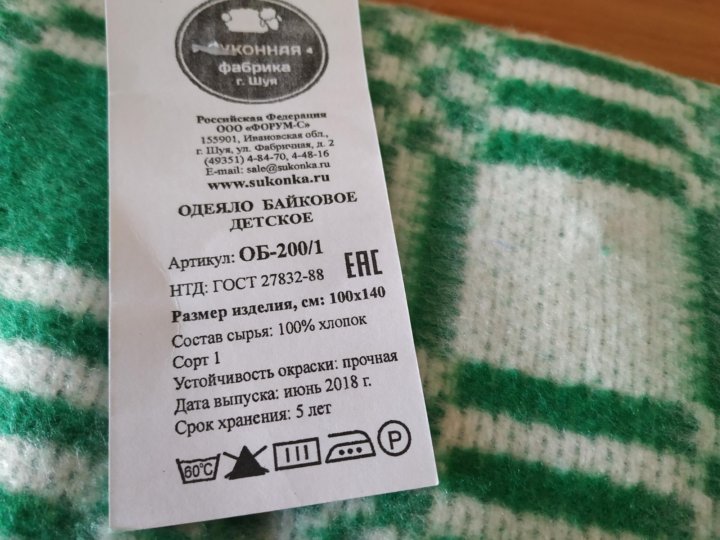 СУКОННАЯ
фабрика
г. Шуя
Российская Федерация
ООО «ФОРУМ-С»
155901, Ивановская обл.,
г. Шуя, ул. Фабричная, д. 2
(49351) 4-84-70, 4-48-16
E-mail: sale@sukonka.ru
www.sukonka.ru
ОДЕЯЛО БАЙКОВОЕ
ДЕТСКОЕ
Артикул: ОБ-200/1
НТД: ГОСТ 27832-88 ЕАС
Размер изделия, см: 100х140
Состав сырья: 100% хлопок
Сорт 1
Устойчивость окраски: прочная
Дата выпуска: июнь 2018 г.
Срок хранения: 5 лет
60°C P